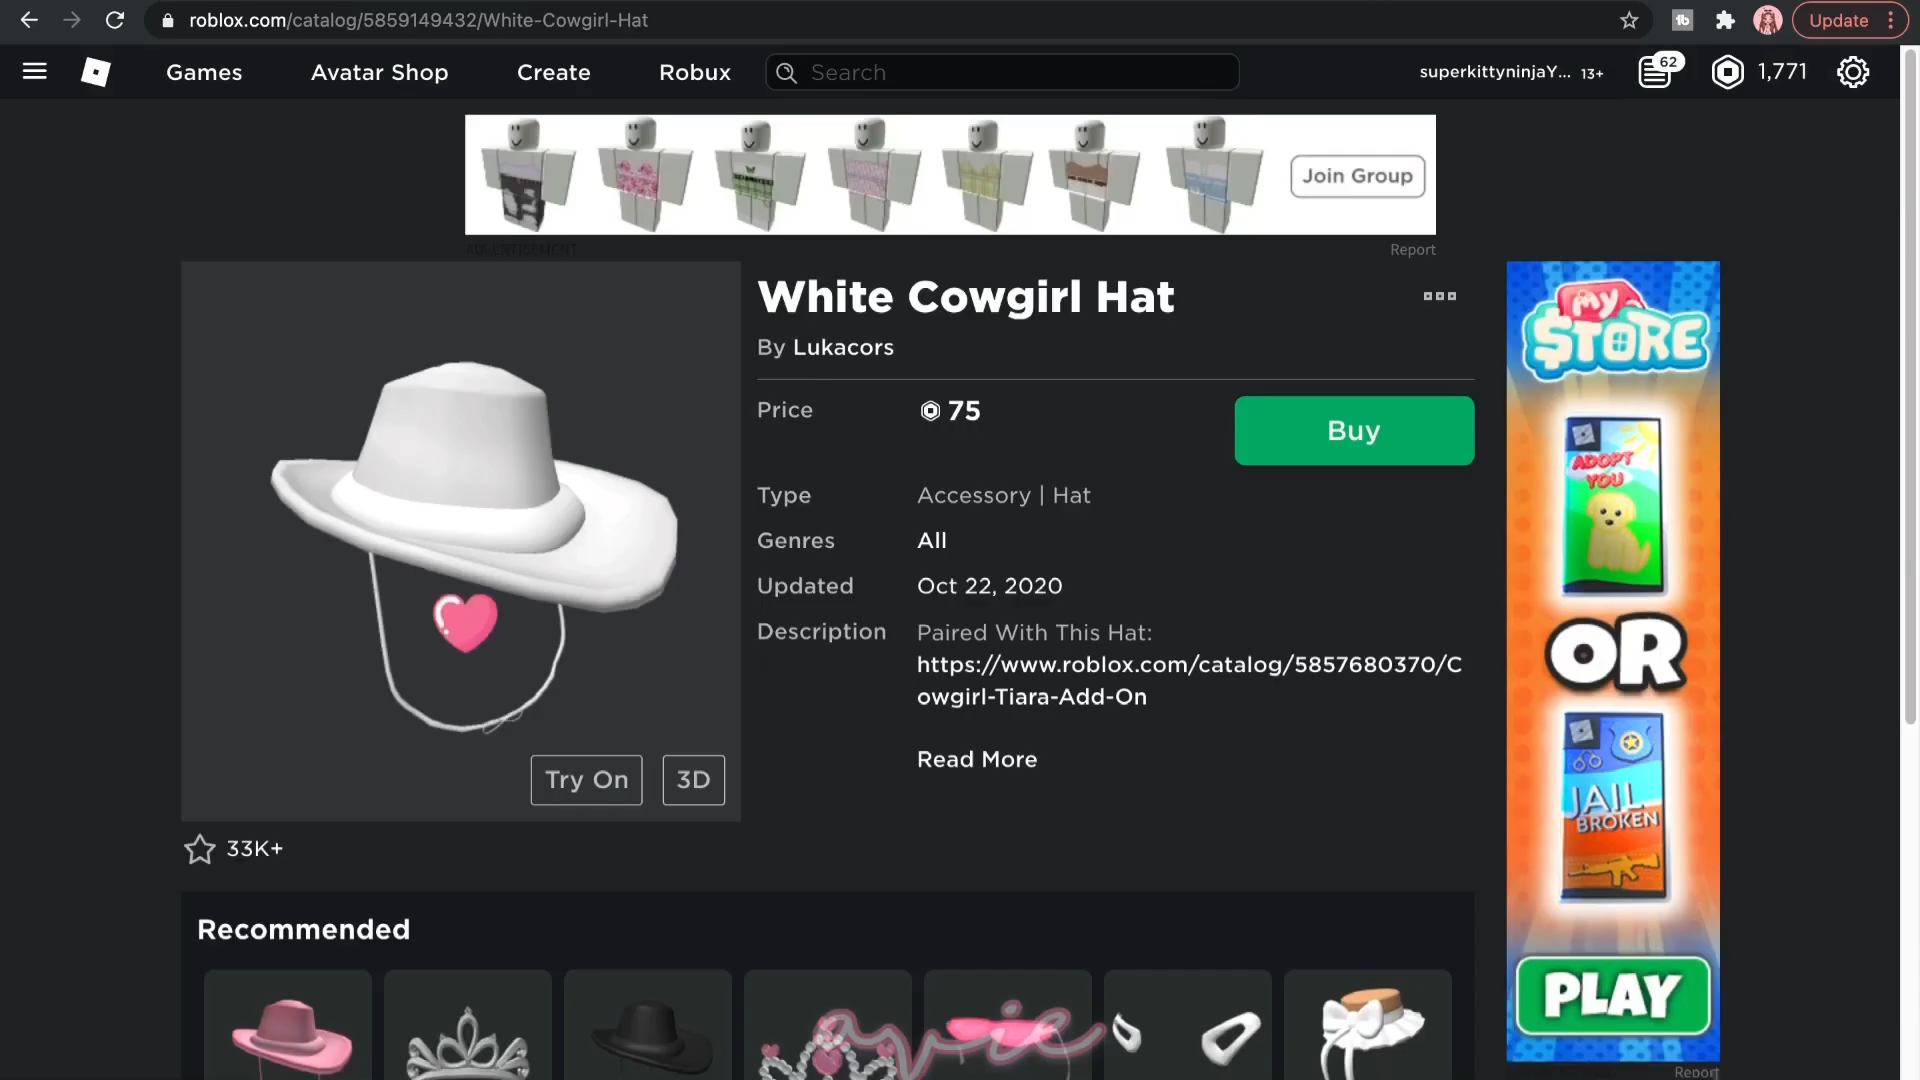 roblox.com/catalog/5859149432/White-Cowgirl-Hat
Update
Games
Avatar Shop
Create
Robux
Search
superkittyninjaY... 13+
62
1,771
Join Group
ADVERTISEMENT
Report
White Cowgirl Hat
By Lukacors
Price
75
Buy
Type
Accessory | Hat
Genres
All
Updated
Oct 22, 2020
Description
Paired With This Hat:
https://www.roblox.com/catalog/5857680370/C
owgirl-Tiara-Add-On
Read More
Try On
3D
33K+
MY
$TORE
ADOPT
YOU
OR
JAIL
BROKEN
PLAY
Report
Recommended